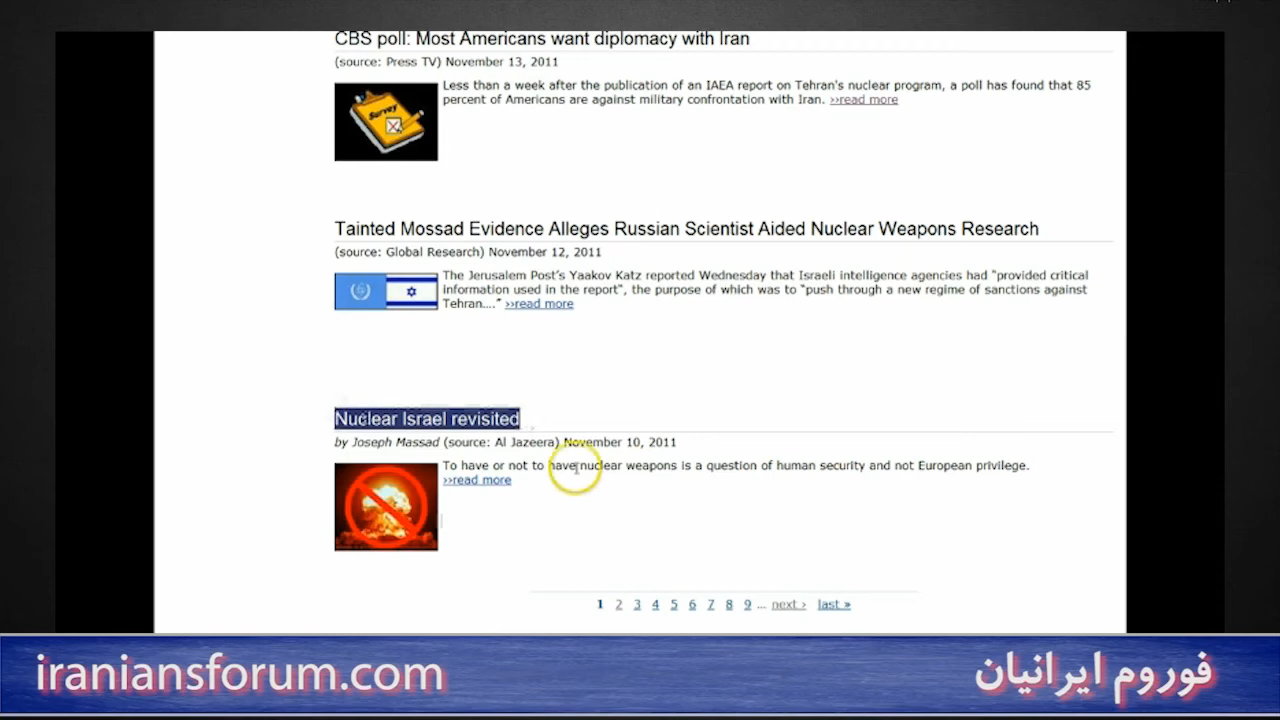 CBS poll: Most Americans want diplomacy with Iran
(source: Press TV) November 13, 2011
Less than a week after the publication of an IAEA report on Tehran's nuclear program, a poll has found that 85
percent of Americans are against military confrontation with Iran. »read more
Survey
Tainted Mossad Evidence Alleges Russian Scientist Aided Nuclear Weapons Research
(source: Global Research) November 12, 2011
The Jerusalem Post's Yaakov Katz reported Wednesday that Israeli intelligence agencies had "provided critical
information used in the report", the purpose of which was to "push through a new regime of sanctions against
Tehran...." »read more
Nuclear Israel revisited
by Joseph Massad (source: Al Jazeera) November 10, 2011
To have or not to have nuclear weapons is a question of human security and not European privilege.
»read more
1 2 3 4 5 6 7 8 9 ... next › last »
iraniansforum.com فوروم ایرانیان